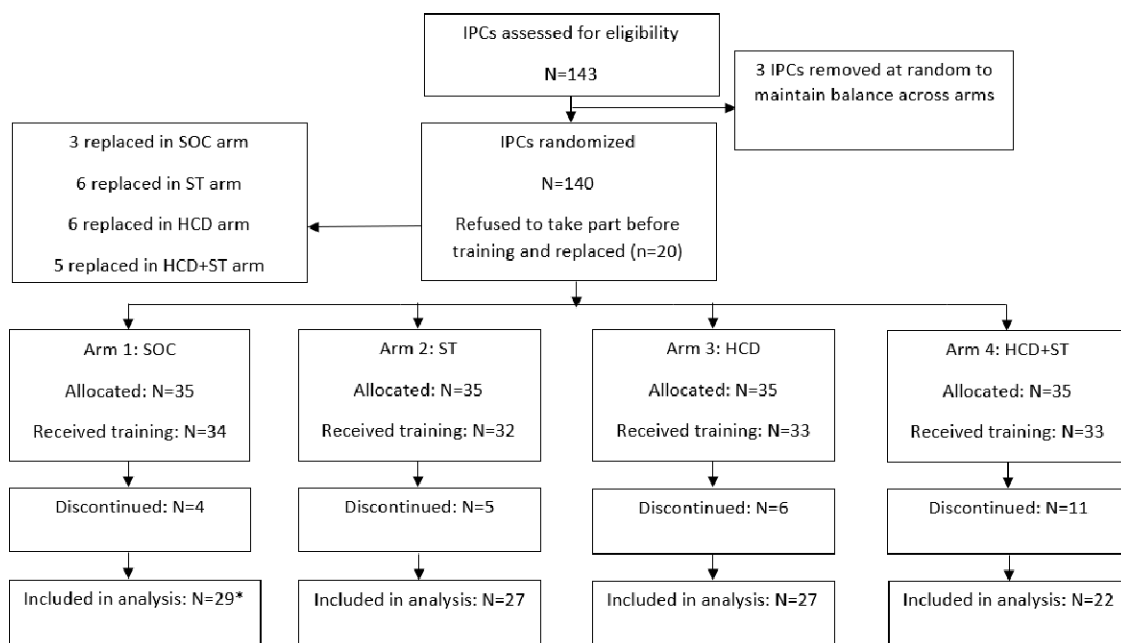 IPCs assessed for eligibility
N=143
3 IPCs removed at random to
maintain balance across arms
3 replaced in SOC arm
6 replaced in ST arm
6 replaced in HCD arm
5 replaced in HCD+ST arm
IPCs randomized
N=140
Refused to take part before
training and replaced (n=20)
Arm 1: SOC
Allocated: N=35
Received training: N=34
Arm 2: ST
Allocated: N=35
Received training: N=32
Arm 3: HCD
Allocated: N=35
Received training: N=33
Arm 4: HCD+ST
Allocated: N=35
Received training: N=33
Discontinued: N=4
Discontinued: N=5
Discontinued: N=6
Discontinued: N=11
Included in analysis: N=29*
Included in analysis: N=27
Included in analysis: N=27
Included in analysis: N=22